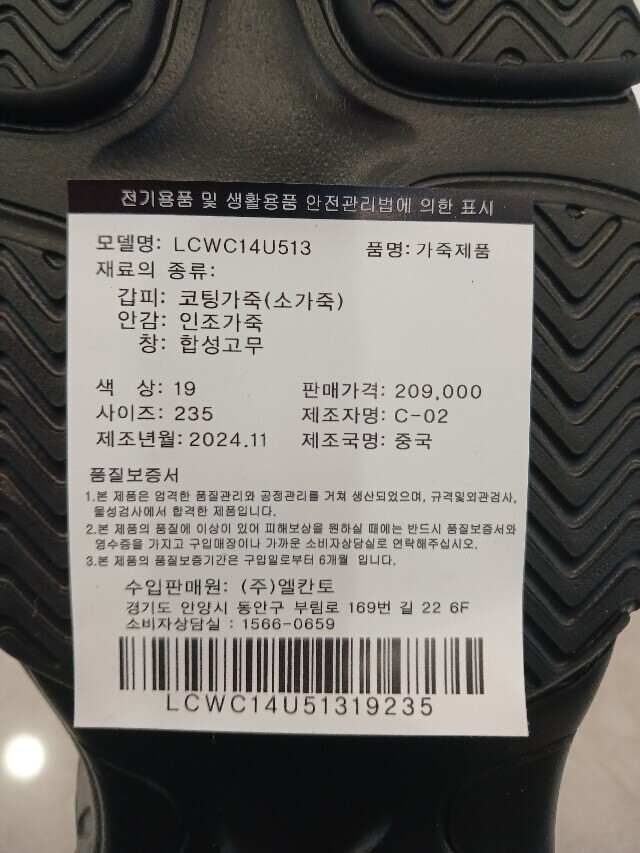 전기용품 및 생활용품 안전관리법에 의한 표시
모델명: LCWC14U513 품명: 가죽제품
재료의 종류:
갑피: 코팅가죽(소가죽)
안감: 인조가죽
창: 합성고무
색 상: 19 판매가격: 209,000
사이즈: 235 제조자명: C-02
제조년월: 2024.11 제조국명: 중국
품질보증서
1.본 제품은 엄격한 품질관리와 공정관리를 거쳐 생산되었으며, 규격및외관검사,
물성검사에서 합격한 제품입니다.
2.본 제품의 품질에 이상이 있어 피해보상을 원하실 때에는 반드시 품질보증서와
영수증을 가지고 구입매장이나 가까운 소비자상담실로 연락해주십시오.
3.본 제품의 품질보증기간은 구입일로부터 6개월 입니다.
수입판매원: (주)엘칸토
경기도 안양시 동안구 부림로 169번 길 22 6F
소비자상담실 : 1566-0659
LCWC14U51319235